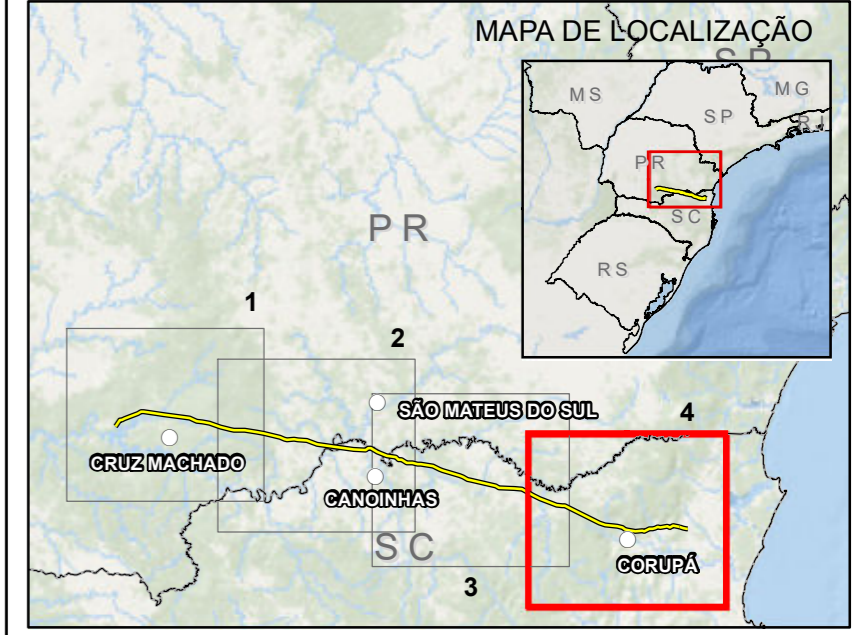 MAPA DE LOCALIZAÇÃO
SP
MS
MG
SP
RJ
PR
SC
RS
PR
1
2
SÃO MATEUS DO SUL
4
CRUZ MACHADO
CANOINHAS
SC
CORUPÁ
3